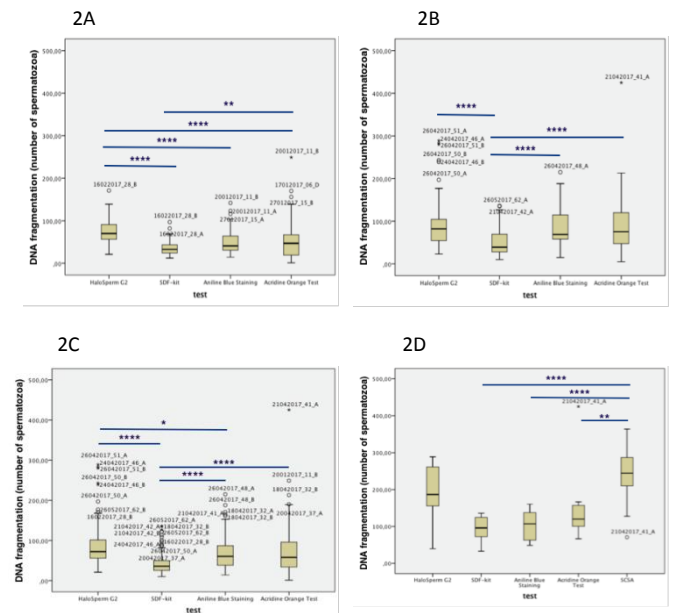 2A
500,00
400,00
300,00
200,00
100,00
,00
DNA fragmentation (number of spermatozoa)
**
****
****
****
20012017_11_B
16022017_28_B
17012017_06_D
20012017_11_B
27012017_15_B
16022017_28_B
20012017_11_A
16022017_28_A
HaloSperm G2
SDF-kit
Aniline Blue Staining
Acridine Orange Test
test
2B
500,00
400,00
300,00
200,00
100,00
,00
DNA fragmentation (number of spermatozoa)
21042017_41_A
****
****
****
26042017_51_A
24042017_46_A
26042017_51_B
26042017_50_B
24042017_46_B
26042017_50_A
26042017_48_A
26052017_62_A
HaloSperm G2
SDF-kit
Aniline Blue Staining
Acridine Orange Test
test
2C
500,00
400,00
300,00
200,00
100,00
,00
DNA fragmentation (number of spermatozoa)
21042017_41_A
*
****
****
****
26042017_51_A
24042017_46_A
26042017_51_B
26042017_50_B
24042017_46_B
26042017_50_A
26052017_62_B
16022017_28_B
26052017_62_A
26042017_48_A
26042017_48_B
20012017_11_B
18042017_32_B
20042017_37_A
HaloSperm G2
SDF-kit
Aniline Blue Staining
Acridine Orange Test
test
2D
500,00
400,00
300,00
200,00
100,00
,00
DNA fragmentation (number of spermatozoa)
****
****
21042017_41_A
**
21042017_41_A
HaloSperm G2
SDF-kit
Aniline Blue
Staining
Acridine Orange
Test
SCSA
test